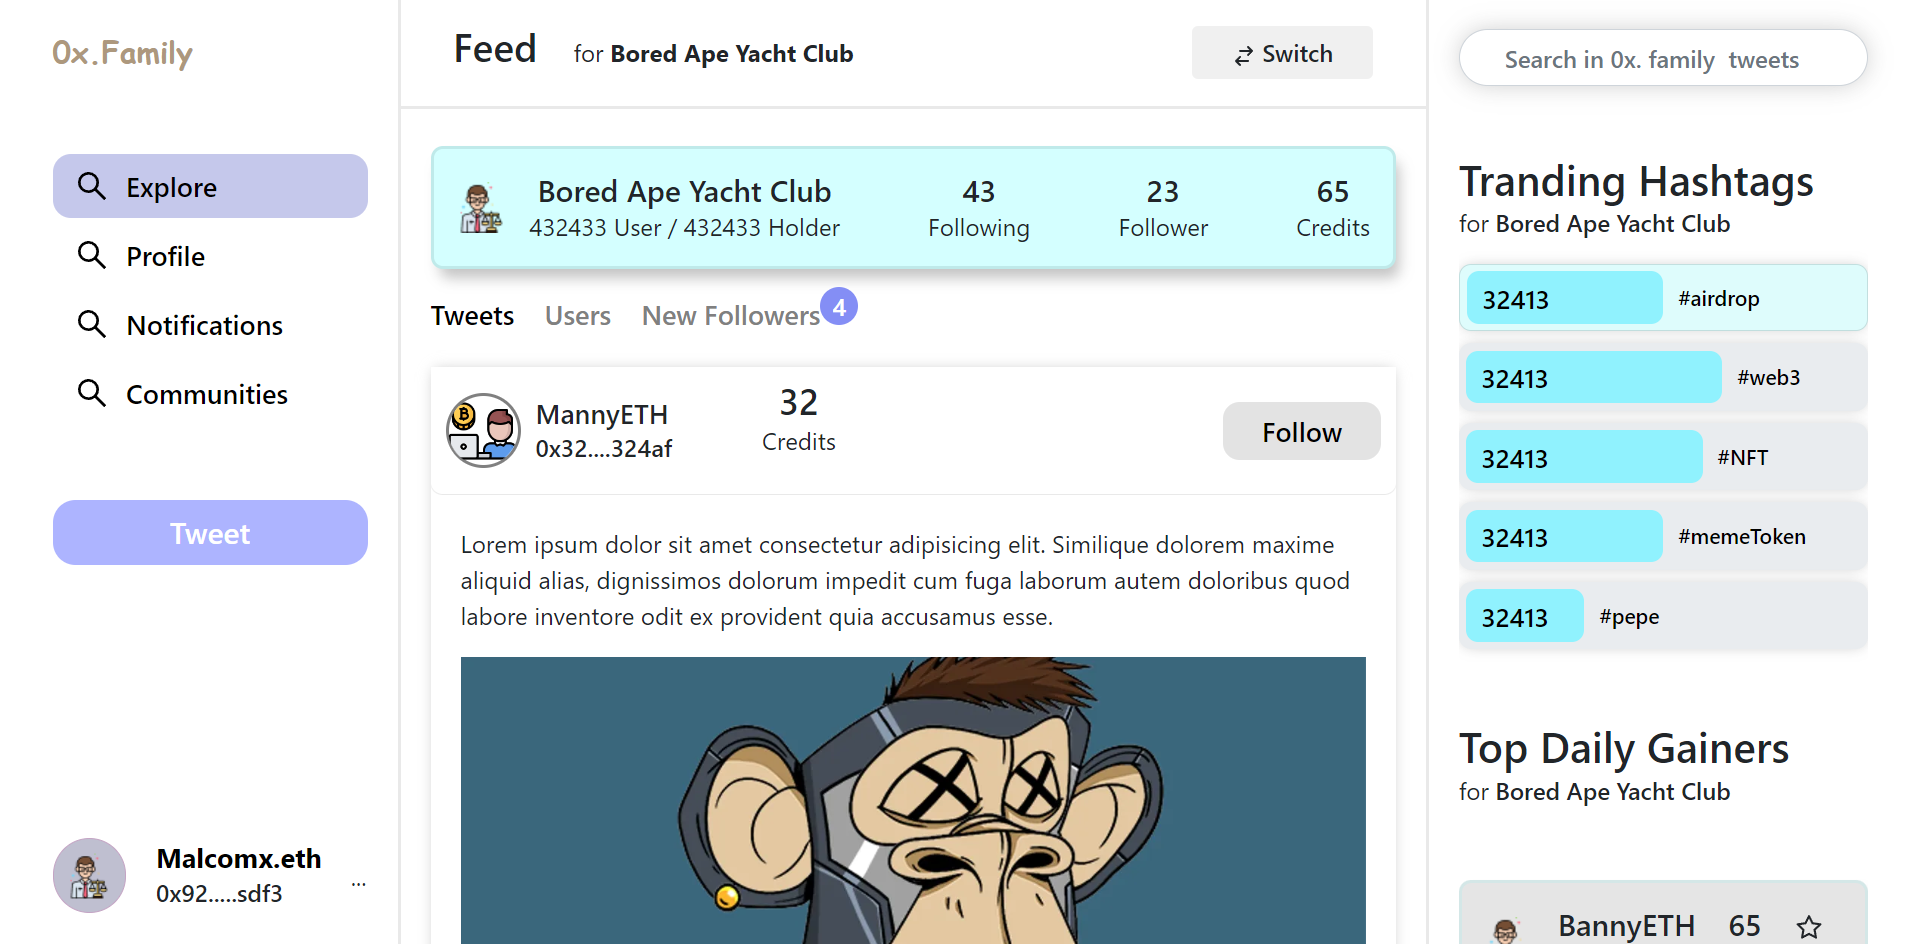 0x.Family
Explore
Profile
Notifications
Communities
Tweet
Malcomx.eth
0x92.....sdf3
...
Feed for Bored Ape Yacht Club
Switch
Bored Ape Yacht Club
432433 User / 432433 Holder
43
Following
23
Follower
65
Credits
Tweets Users New Followers 4
MannyETH
0x32....324af
32
Credits
Follow
Lorem ipsum dolor sit amet consectetur adipisicing elit. Similique dolorem maxime
aliquid alias, dignissimos dolorum impedit cum fuga laborum autem doloribus quod
labore inventore odit ex provident quia accusamus esse.
Search in 0x. family  tweets
Tranding Hashtags
for Bored Ape Yacht Club
32413 #airdrop
32413 #web3
32413 #NFT
32413 #memeToken
32413 #pepe
Top Daily Gainers
for Bored Ape Yacht Club
BannyETH 65